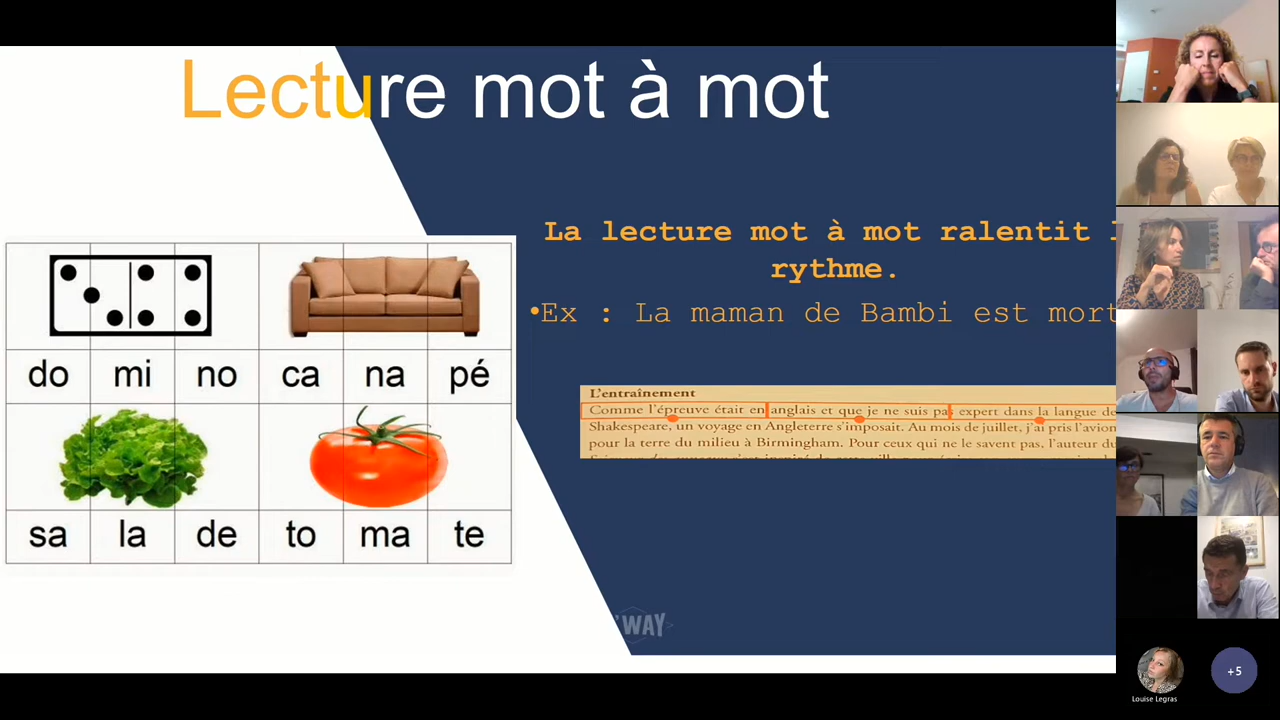 Lecture mot à mot
La lecture mot à mot ralentit
rythme.
•Ex : La maman de Bambi est mort
do mi no ca na pé
sa la de to ma te
L'entraînement
Comme l'épreuve était en anglais et que je ne suis pas expert dans la langue de
Shakespeare, un voyage en Angleterre s'imposait. Au mois de juillet, j'ai pris l'avion
pour la terre du milieu à Birmingham. Pour ceux qui ne le savent pas, l'auteur du
WAY
Louise Legras
+5